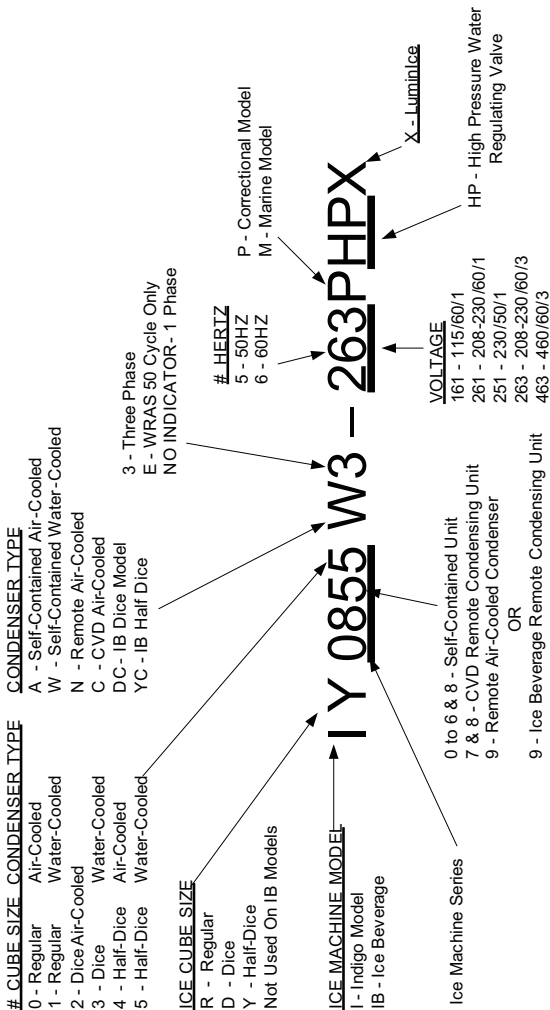 # CUBE SIZE CONDENSER TYPE
0 - Regular Air-Cooled
1 - Regular Water-Cooled
2 - Dice Air-Cooled
3 - Dice Water-Cooled
4 - Half-Dice Air-Cooled
5 - Half-Dice Water-Cooled
CONDENSER TYPE
A - Self-Contained Air-Cooled
W - Self-Contained Water-Cooled
N - Remote Air-Cooled
C - CVD Air-Cooled
DC- IB Dice Model
YC- IB Half Dice
3 - Three Phase
E - WRAS 50 Cycle Only
NO INDICATOR- 1 Phase
# HERTZ
5 - 50HZ
6 - 60HZ
P - Correctional Model
M - Marine Model
ICE CUBE SIZE
R - Regular
D - Dice
Y - Half-Dice
Not Used On IB Models
I Y 0855 W3 – 263PHPX
X - LuminIce
ICE MACHINE MODEL
I - Indigo Model
IB - Ice Beverage
Ice Machine Series
0 to 6 & 8 - Self-Contained Unit
7 & 8 - CVD Remote Condensing Unit
9 - Remote Air-Cooled Condenser
OR
9 - Ice Beverage Remote Condensing Unit
VOLTAGE
161 - 115/60/1
261 - 208-230/60/1
251 - 230/50/1
263 - 208-230/60/3
463 - 460/60/3
HP - High Pressure Water
Regulating Valve